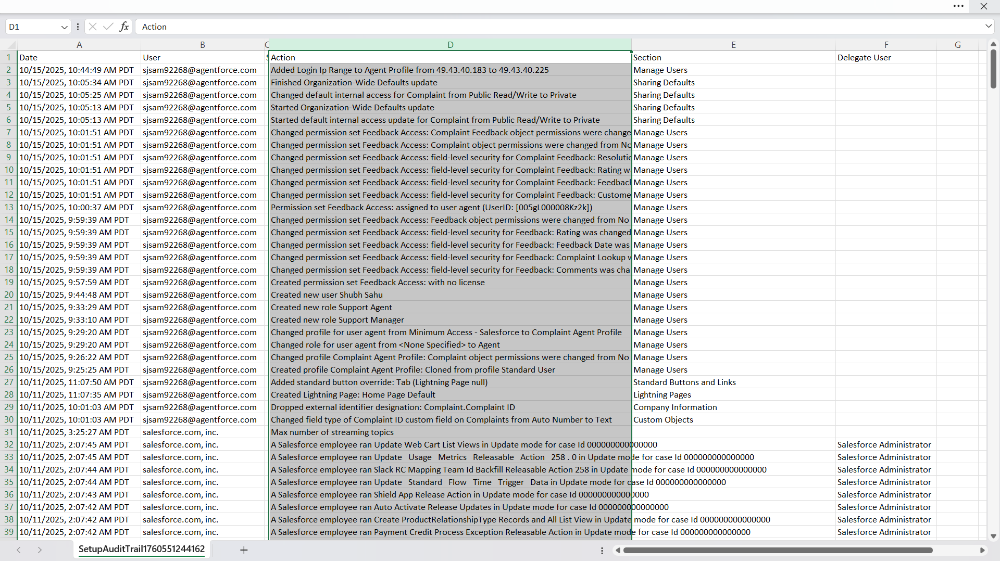 D1 fx Action
A B C D E F G
1 Date User S Action Section Delegate User
2 10/15/2025, 10:44:49 AM PDT sjsam92268@agentforce.com Added Login Ip Range to Agent Profile from 49.43.40.183 to 49.43.40.225 Manage Users
3 10/15/2025, 10:05:34 AM PDT sjsam92268@agentforce.com Finished Organization-Wide Defaults update Sharing Defaults
4 10/15/2025, 10:05:25 AM PDT sjsam92268@agentforce.com Changed default internal access for Complaint from Public Read/Write to Private Sharing Defaults
5 10/15/2025, 10:05:13 AM PDT sjsam92268@agentforce.com Started Organization-Wide Defaults update Sharing Defaults
6 10/15/2025, 10:05:13 AM PDT sjsam92268@agentforce.com Started default internal access update for Complaint from Public Read/Write to Private Sharing Defaults
7 10/15/2025, 10:01:51 AM PDT sjsam92268@agentforce.com Changed permission set Feedback Access: Complaint Feedback object permissions were change Manage Users
8 10/15/2025, 10:01:51 AM PDT sjsam92268@agentforce.com Changed permission set Feedback Access: Complaint object permissions were changed from No Manage Users
9 10/15/2025, 10:01:51 AM PDT sjsam92268@agentforce.com Changed permission set Feedback Access: field-level security for Complaint Feedback: Resolutio Manage Users
10 10/15/2025, 10:01:51 AM PDT sjsam92268@agentforce.com Changed permission set Feedback Access: field-level security for Complaint Feedback: Rating w Manage Users
11 10/15/2025, 10:01:51 AM PDT sjsam92268@agentforce.com Changed permission set Feedback Access: field-level security for Complaint Feedback: Feedback Manage Users
12 10/15/2025, 10:01:51 AM PDT sjsam92268@agentforce.com Changed permission set Feedback Access: field-level security for Complaint Feedback: Custome Manage Users
13 10/15/2025, 10:00:37 AM PDT sjsam92268@agentforce.com Permission set Feedback Access: assigned to user agent (UserID: [005gL000008Kz2k]) Manage Users
14 10/15/2025, 9:59:39 AM PDT sjsam92268@agentforce.com Changed permission set Feedback Access: Feedback object permissions were changed from No Manage Users
15 10/15/2025, 9:59:39 AM PDT sjsam92268@agentforce.com Changed permission set Feedback Access: field-level security for Feedback: Rating was changed Manage Users
16 10/15/2025, 9:59:39 AM PDT sjsam92268@agentforce.com Changed permission set Feedback Access: field-level security for Feedback: Feedback Date was Manage Users
17 10/15/2025, 9:59:39 AM PDT sjsam92268@agentforce.com Changed permission set Feedback Access: field-level security for Feedback: Complaint Lookup w Manage Users
18 10/15/2025, 9:59:39 AM PDT sjsam92268@agentforce.com Changed permission set Feedback Access: field-level security for Feedback: Comments was cha Manage Users
19 10/15/2025, 9:57:59 AM PDT sjsam92268@agentforce.com Created permission set Feedback Access: with no license Manage Users
20 10/15/2025, 9:44:48 AM PDT sjsam92268@agentforce.com Created new user Shubh Sahu Manage Users
21 10/15/2025, 9:33:29 AM PDT sjsam92268@agentforce.com Created new role Support Agent Manage Users
22 10/15/2025, 9:33:10 AM PDT sjsam92268@agentforce.com Created new role Support Manager Manage Users
23 10/15/2025, 9:29:20 AM PDT sjsam92268@agentforce.com Changed profile for user agent from Minimum Access - Salesforce to Complaint Agent Profile Manage Users
24 10/15/2025, 9:29:20 AM PDT sjsam92268@agentforce.com Changed role for user agent from <None Specified> to Agent Manage Users
25 10/15/2025, 9:26:22 AM PDT sjsam92268@agentforce.com Changed profile Complaint Agent Profile: Complaint object permissions were changed from No Manage Users
26 10/15/2025, 9:25:25 AM PDT sjsam92268@agentforce.com Created profile Complaint Agent Profile: Cloned from profile Standard User Manage Users
27 10/11/2025, 11:07:50 AM PDT sjsam92268@agentforce.com Added standard button override: Tab (Lightning Page null) Standard Buttons and Links
28 10/11/2025, 11:07:35 AM PDT sjsam92268@agentforce.com Created Lightning Page: Home Page Default Lightning Pages
29 10/11/2025, 10:01:03 AM PDT sjsam92268@agentforce.com Dropped external identifier designation: Complaint.Complaint ID Company Information
30 10/11/2025, 10:01:03 AM PDT sjsam92268@agentforce.com Changed field type of Complaint ID custom field on Complaints from Auto Number to Text Custom Objects
31 10/11/2025, 3:25:27 AM PDT salesforce.com, inc. Max number of streaming topics
32 10/11/2025, 2:07:45 AM PDT salesforce.com, inc. A Salesforce employee ran Update Web Cart List Views in Update mode for case Id 000000000000000 Salesforce Administrator
33 10/11/2025, 2:07:45 AM PDT salesforce.com, inc. A Salesforce employee ran Update Usage Metrics Releasable Action 258 . 0 in Update mode for case Id 000000000000000 Salesforce Administrator
34 10/11/2025, 2:07:44 AM PDT salesforce.com, inc. A Salesforce employee ran Slack RC Mapping Team Id Backfill Releasable Action 258 in Update mode for case Id 000000000000000 Salesforce Administrator
35 10/11/2025, 2:07:44 AM PDT salesforce.com, inc. A Salesforce employee ran Update Standard Flow Time Trigger Data in Update mode for case Id 000000000000000 Salesforce Administrator
36 10/11/2025, 2:07:43 AM PDT salesforce.com, inc. A Salesforce employee ran Shield App Release Action in Update mode for case Id 000000000000000 Salesforce Administrator
37 10/11/2025, 2:07:42 AM PDT salesforce.com, inc. A Salesforce employee ran Auto Activate Release Updates in Update mode for case Id 000000000000000 Salesforce Administrator
38 10/11/2025, 2:07:42 AM PDT salesforce.com, inc. A Salesforce employee ran Create ProductRelationshipType Records and All List View in Update mode for case Id 000000000000000 Salesforce Administrator
39 10/11/2025, 2:07:42 AM PDT salesforce.com, inc. A Salesforce employee ran Payment Credit Process Exception Releasable Action in Update mode for case Id 000000000000000 Salesforce Administrator
SetupAuditTrail1760551244162